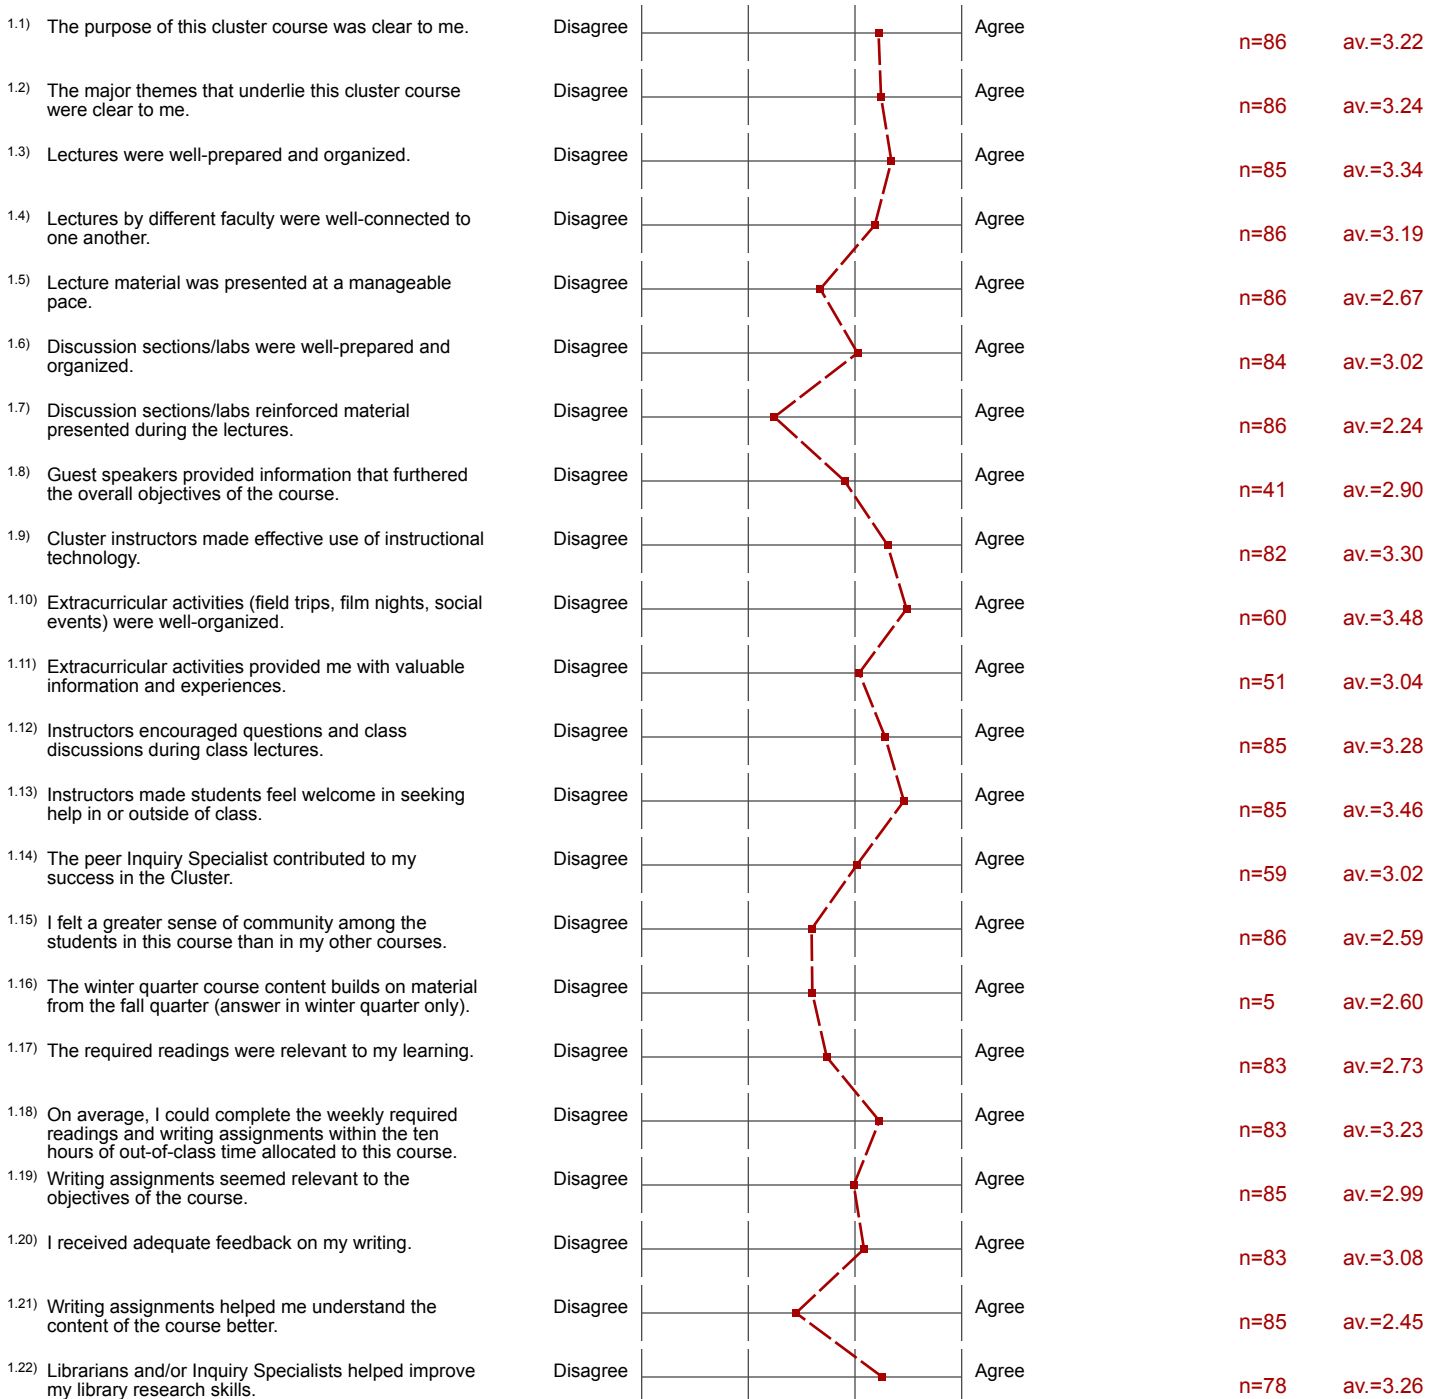 1.1) The purpose of this cluster course was clear to me. Disagree Agree n=86 av.=3.22
1.2) The major themes that underlie this cluster course
were clear to me. Disagree Agree n=86 av.=3.24
1.3) Lectures were well-prepared and organized. Disagree Agree n=85 av.=3.34
1.4) Lectures by different faculty were well-connected to
one another. Disagree Agree n=86 av.=3.19
1.5) Lecture material was presented at a manageable
pace. Disagree Agree n=86 av.=2.67
1.6) Discussion sections/labs were well-prepared and
organized. Disagree Agree n=84 av.=3.02
1.7) Discussion sections/labs reinforced material
presented during the lectures. Disagree Agree n=86 av.=2.24
1.8) Guest speakers provided information that furthered
the overall objectives of the course. Disagree Agree n=41 av.=2.90
1.9) Cluster instructors made effective use of instructional
technology. Disagree Agree n=82 av.=3.30
1.10) Extracurricular activities (field trips, film nights, social
events) were well-organized. Disagree Agree n=60 av.=3.48
1.11) Extracurricular activities provided me with valuable
information and experiences. Disagree Agree n=51 av.=3.04
1.12) Instructors encouraged questions and class
discussions during class lectures. Disagree Agree n=85 av.=3.28
1.13) Instructors made students feel welcome in seeking
help in or outside of class. Disagree Agree n=85 av.=3.46
1.14) The peer Inquiry Specialist contributed to my
success in the Cluster. Disagree Agree n=59 av.=3.02
1.15) I felt a greater sense of community among the
students in this course than in my other courses. Disagree Agree n=86 av.=2.59
1.16) The winter quarter course content builds on material
from the fall quarter (answer in winter quarter only). Disagree Agree n=5 av.=2.60
1.17) The required readings were relevant to my learning. Disagree Agree n=83 av.=2.73
1.18) On average, I could complete the weekly required
readings and writing assignments within the ten
hours of out-of-class time allocated to this course. Disagree Agree n=83 av.=3.23
1.19) Writing assignments seemed relevant to the
objectives of the course. Disagree Agree n=85 av.=2.99
1.20) I received adequate feedback on my writing. Disagree Agree n=83 av.=3.08
1.21) Writing assignments helped me understand the
content of the course better. Disagree Agree n=85 av.=2.45
1.22) Librarians and/or Inquiry Specialists helped improve
my library research skills. Disagree Agree n=78 av.=3.26